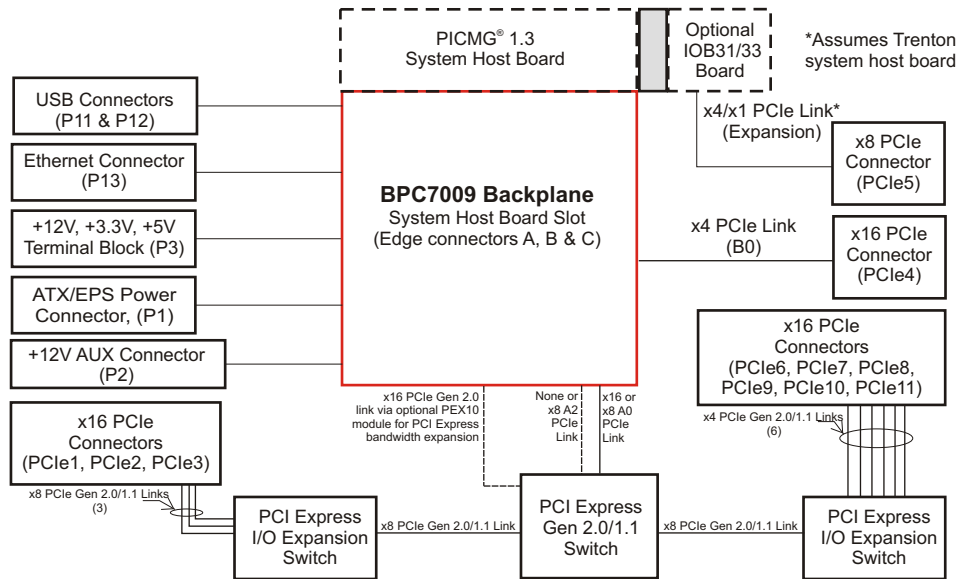 PICMG® 1.3
System Host Board
Optional
IOB31/33
Board
*Assumes Trenton
system host board
USB Connectors
(P11 & P12)
Ethernet Connector
(P13)
+12V, +3.3V, +5V
Terminal Block (P3)
ATX/EPS Power
Connector, (P1)
+12V AUX Connector
(P2)
BPC7009 Backplane
System Host Board Slot
(Edge connectors A, B & C)
x4/x1 PCIe Link*
(Expansion)
x8 PCIe
Connector
(PCIe5)
x4 PCIe Link
(B0)
x16 PCIe
Connector
(PCIe4)
x16 PCIe
Connectors
(PCIe6, PCIe7, PCIe8,
PCIe9, PCIe10, PCIe11)
x4 PCIe Gen 2.0/1.1 Links
(6)
x16 PCIe Gen 2.0
link via optional PEX10
module for PCI Express
bandwidth expansion
None or
x8 A2
PCIe
Link
x16 or
x8 A0
PCIe
Link
x16 PCIe
Connectors
(PCIe1, PCIe2, PCIe3)
x8 PCIe Gen 2.0/1.1 Links
(3)
PCI Express
I/O Expansion
Switch
x8 PCIe Gen 2.0/1.1 Link
PCI Express
Gen 2.0/1.1
Switch
x8 PCIe Gen 2.0/1.1 Link
PCI Express
I/O Expansion
Switch